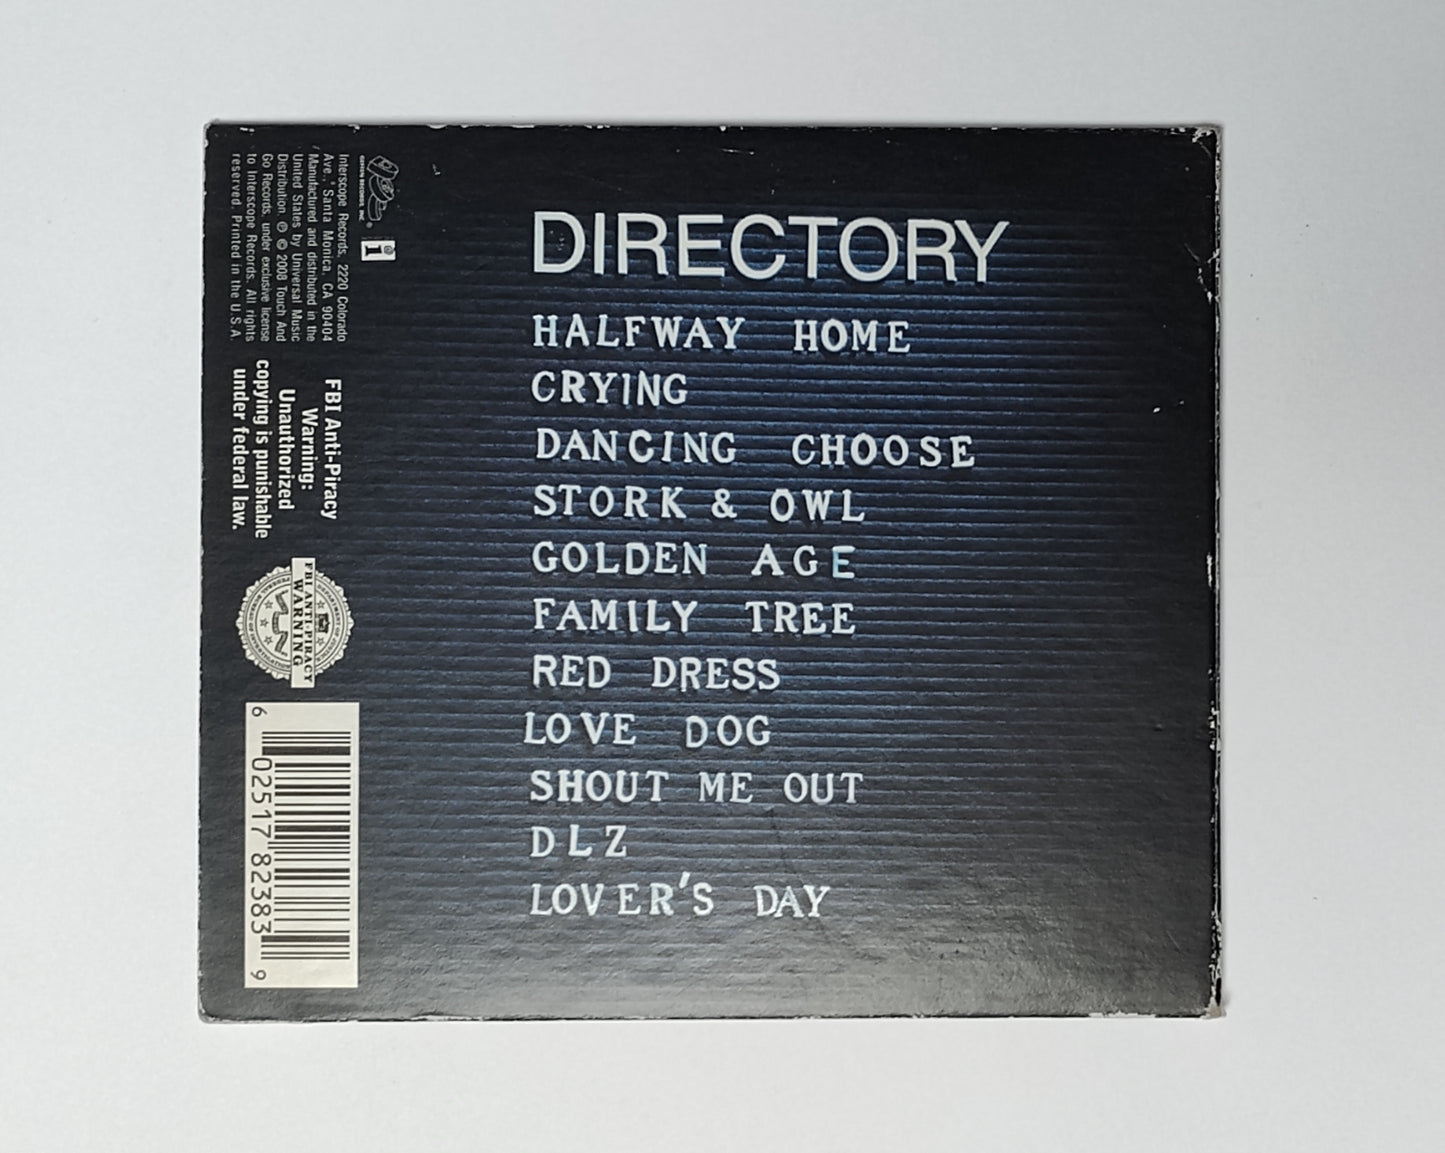 DIRECTORY
HALFWAY HOME
CRYING
DANCING CHOOSE
STORK & OWL
GOLDEN AGE
FAMILY TREE
RED DRESS
LOVE DOG
SHOUT ME OUT
DLZ
LOVER'S DAY
Interscope Records, 2220 Colorado
Ave., Santa Monica, CA 90404
Manufactured and distributed in the
United States by Universal Music
Distribution. ℗ © 2008 Touch And
Go Records, under exclusive license
to Interscope Records. All rights
reserved. Printed in the U.S.A.
FBI Anti-Piracy
Warning:
Unauthorized
copying is punishable
under federal law.
FBI ANTI-PIRACY
WARNING
6 02517 82383 9